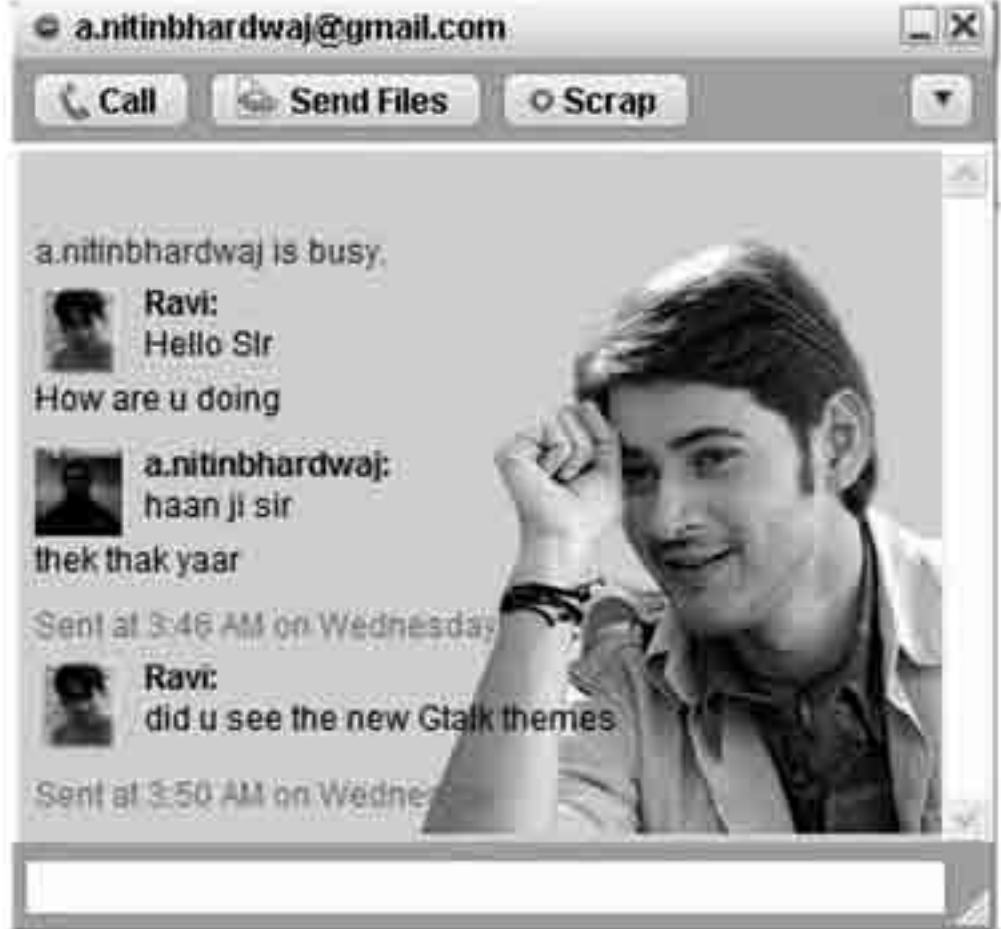 a.nitinbhardwaj@gmail.com
Call Send Files Scrap
a.nitinbhardwaj is busy.
Ravi:
Hello Sir
How are u doing
a.nitinbhardwaj:
haan ji sir
thek thak yaar
Sent at 3:46 AM on Wednesday
Ravi:
did u see the new Gtalk themes
Sent at 3:50 AM on